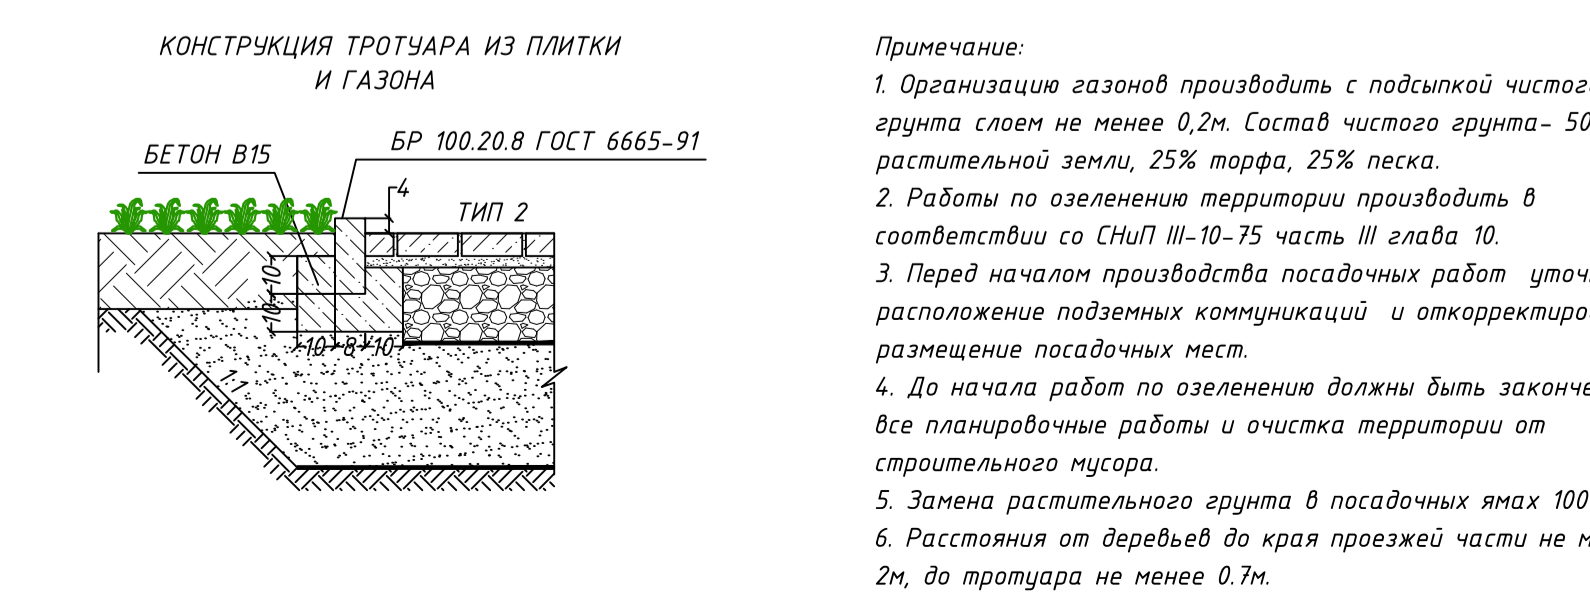 КОНСТРУКЦИЯ ТРОТУАРА ИЗ ПЛИТКИ
И ГАЗОНА
БР 100.20.8 ГОСТ 6665-91
БЕТОН В15
4
ТИП 2
10
10
10 8 10
1:1
Примечание:
1. Организацию газонов производить с подсыпкой
грунта слоем не менее 0,2м. Состав чистого грунта- 50
растительной земли, 25% торфа, 25% песка.
2. Работы по озеленению территории производить в
соответствии со СНиП III-10-75 часть III глава 10.
3. Перед началом производства посадочных работ
расположение подземных коммуникаций и
размещение посадочных мест.
4. До начала работ по озеленению должны быть
все планировочные работы и очистка территории от
строительного мусора.
5. Замена растительного грунта в посадочных ямах 100
6. Расстояния от деревьев до края проезжей части не
2м, до тротуара не менее 0.7м.